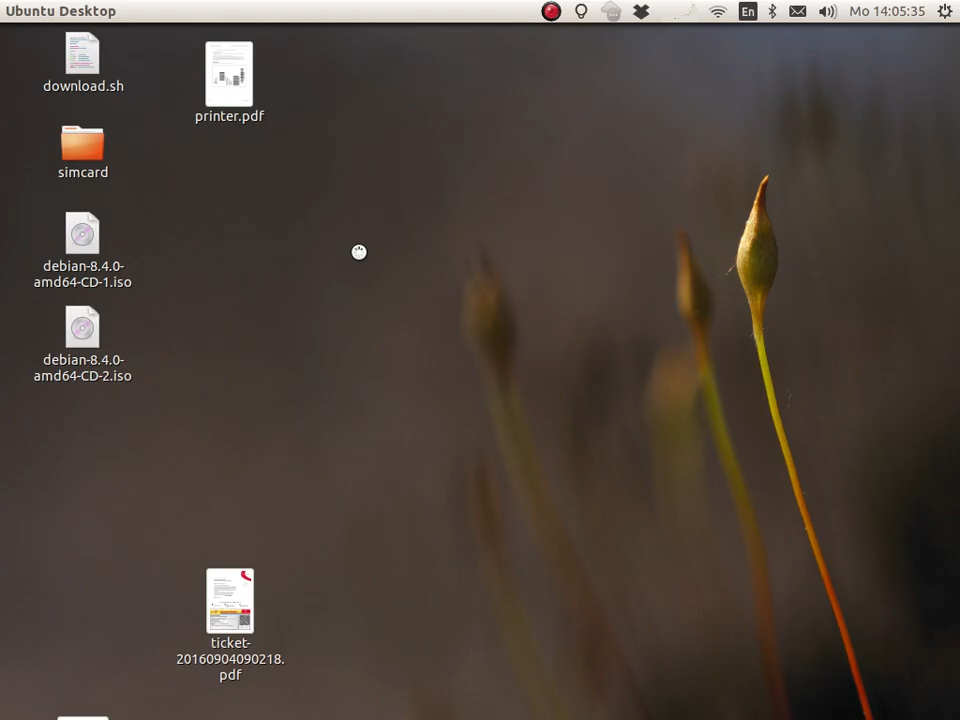 Ubuntu Desktop
En
Mo 14:05:35
download.sh
printer.pdf
simcard
debian-8.4.0-
amd64-CD-1.iso
debian-8.4.0-
amd64-CD-2.iso
ticket-
20160904090218.
pdf